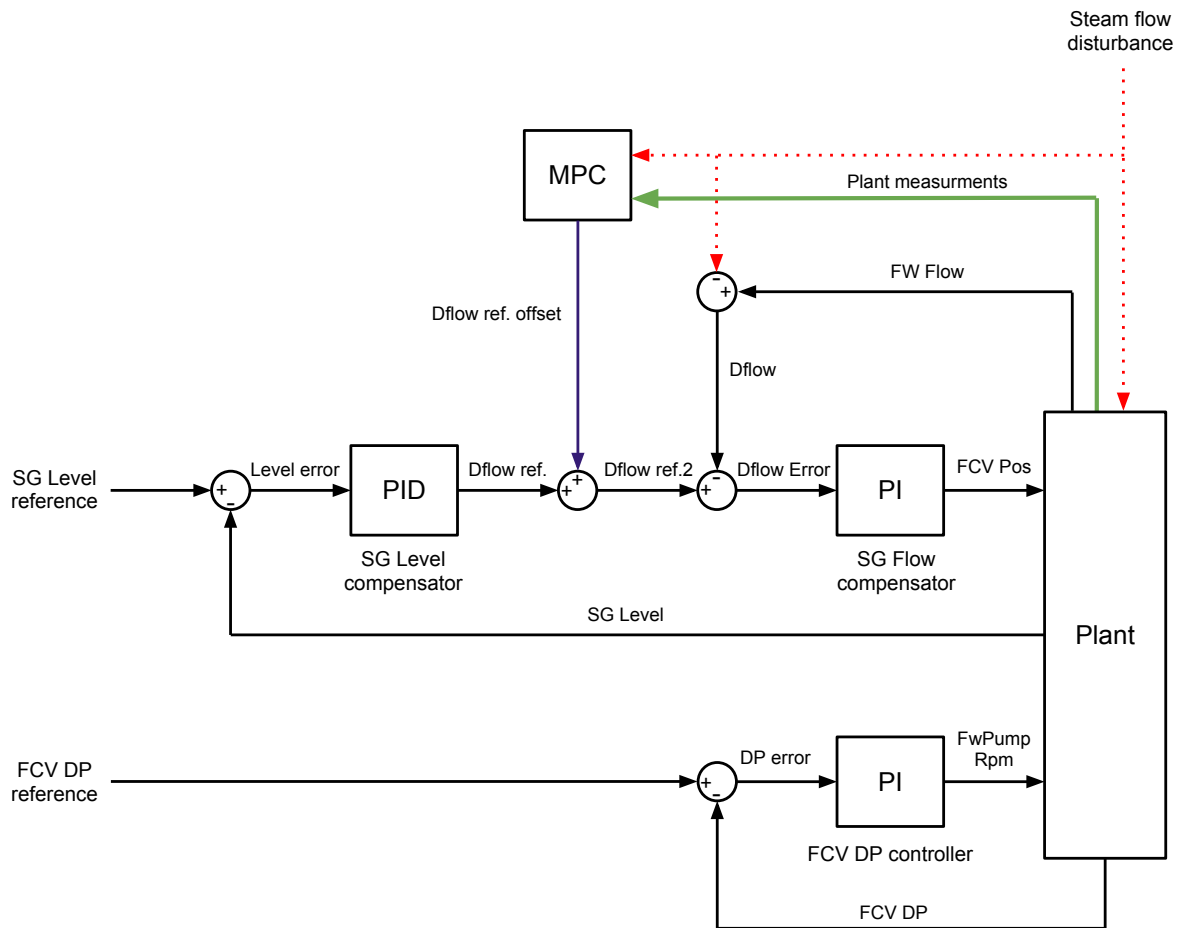 Steam flow
disturbance
MPC
Plant measurments
-
+
FW Flow
Dflow ref. offset
Dflow
SG Level
reference
+
-
Level error
PID
Dflow ref.
+
+
Dflow ref.2
-
+
Dflow Error
PI
FCV Pos
SG Level
compensator
SG Flow
compensator
SG Level
Plant
FCV DP
reference
+
-
DP error
PI
FwPump
Rpm
FCV DP controller
FCV DP